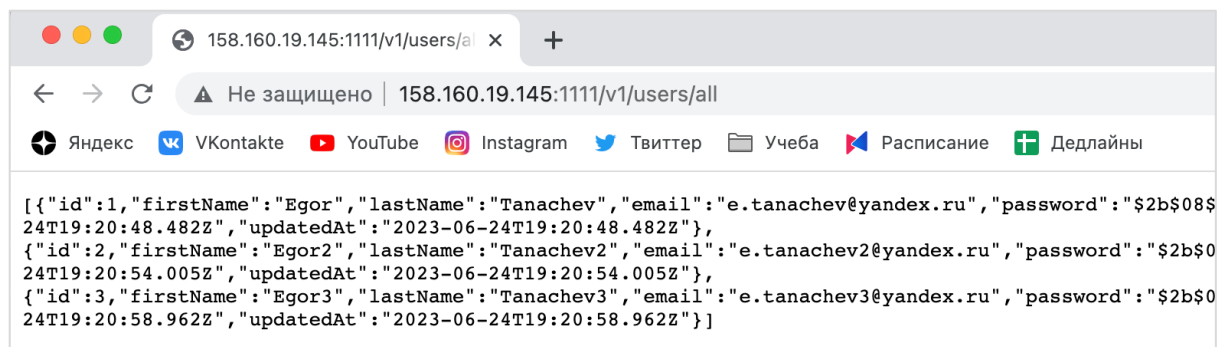 158.160.19.145:1111/v1/users/al
Не защищено | 158.160.19.145:1111/v1/users/all
Яндекс VKontakte YouTube Instagram Твиттер Учеба Расписание Дедлайны
[{"id":1,"firstName":"Egor","lastName":"Tanachev","email":"e.tanachev@yandex.ru","password":"$2b$08$
24T19:20:48.482Z","updatedAt":"2023-06-24T19:20:48.482Z"},
{"id":2,"firstName":"Egor2","lastName":"Tanachev2","email":"e.tanachev2@yandex.ru","password":"$2b$0
24T19:20:54.005Z","updatedAt":"2023-06-24T19:20:54.005Z"},
{"id":3,"firstName":"Egor3","lastName":"Tanachev3","email":"e.tanachev3@yandex.ru","password":"$2b$0
24T19:20:58.962Z","updatedAt":"2023-06-24T19:20:58.962Z"}]